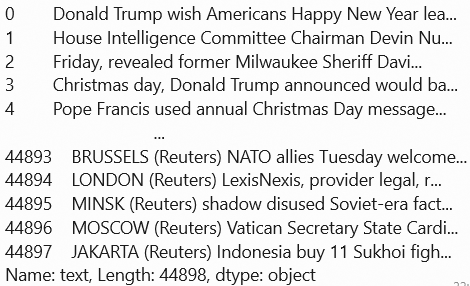 0 Donald Trump wish Americans Happy New Year lea...
1 House Intelligence Committee Chairman Devin Nu...
2 Friday, revealed former Milwaukee Sheriff Davi...
3 Christmas day, Donald Trump announced would ba...
4 Pope Francis used annual Christmas Day message...
...
44893 BRUSSELS (Reuters) NATO allies Tuesday welcome...
44894 LONDON (Reuters) LexisNexis, provider legal, r...
44895 MINSK (Reuters) shadow disused Soviet-era fact...
44896 MOSCOW (Reuters) Vatican Secretary State Cardi...
44897 JAKARTA (Reuters) Indonesia buy 11 Sukhoi figh...
Name: text, Length: 44898, dtype: object